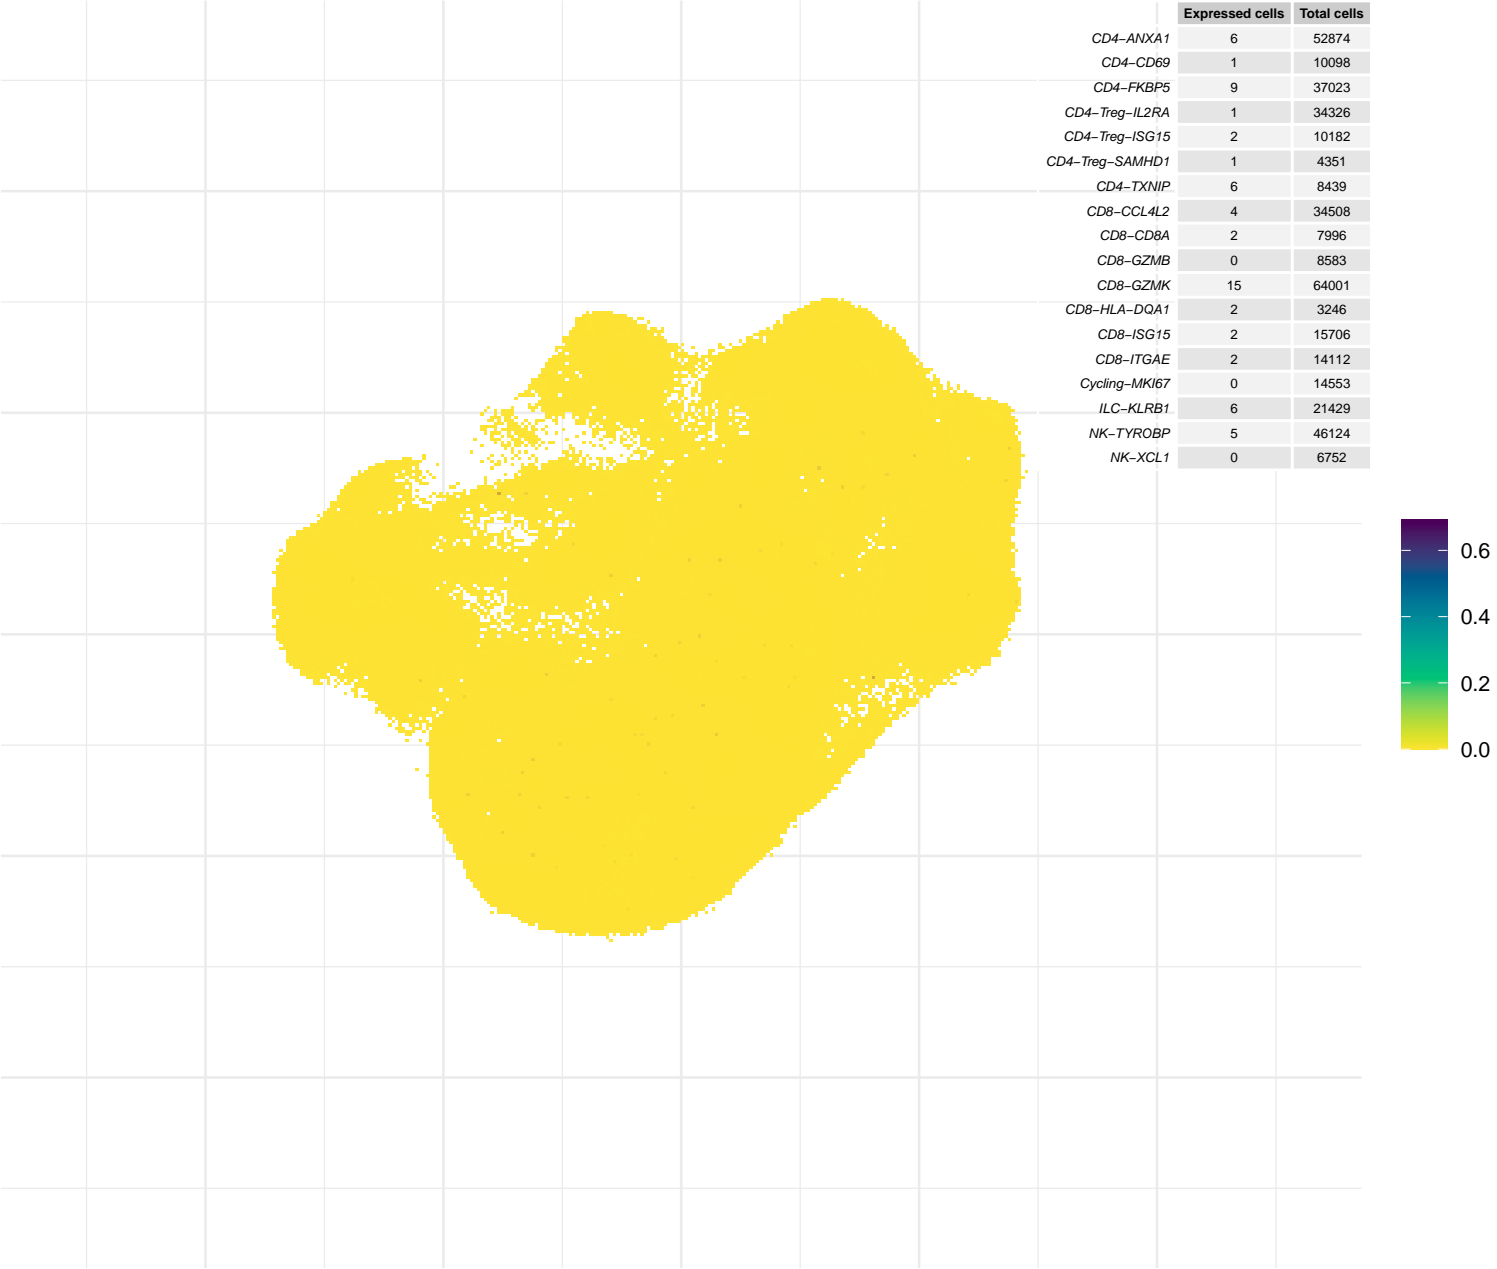 Expressed cells Total cells
CD4−ANXA1 6 52874
CD4−CD69 1 10098
CD4−FKBP5 9 37023
CD4−Treg−IL2RA 1 34326
CD4−Treg−ISG15 2 10182
CD4−Treg−SAMHD1 1 4351
CD4−TXNIP 6 8439
CD8−CCL4L2 4 34508
CD8−CD8A 2 7996
CD8−GZMB 0 8583
CD8−GZMK 15 64001
CD8−HLA−DQA1 2 3246
CD8−ISG15 2 15706
CD8−ITGAE 2 14112
Cycling−MKI67 0 14553
ILC−KLRB1 6 21429
NK−TYROBP 5 46124
NK−XCL1 0 6752
0.6
0.4
0.2
0.0